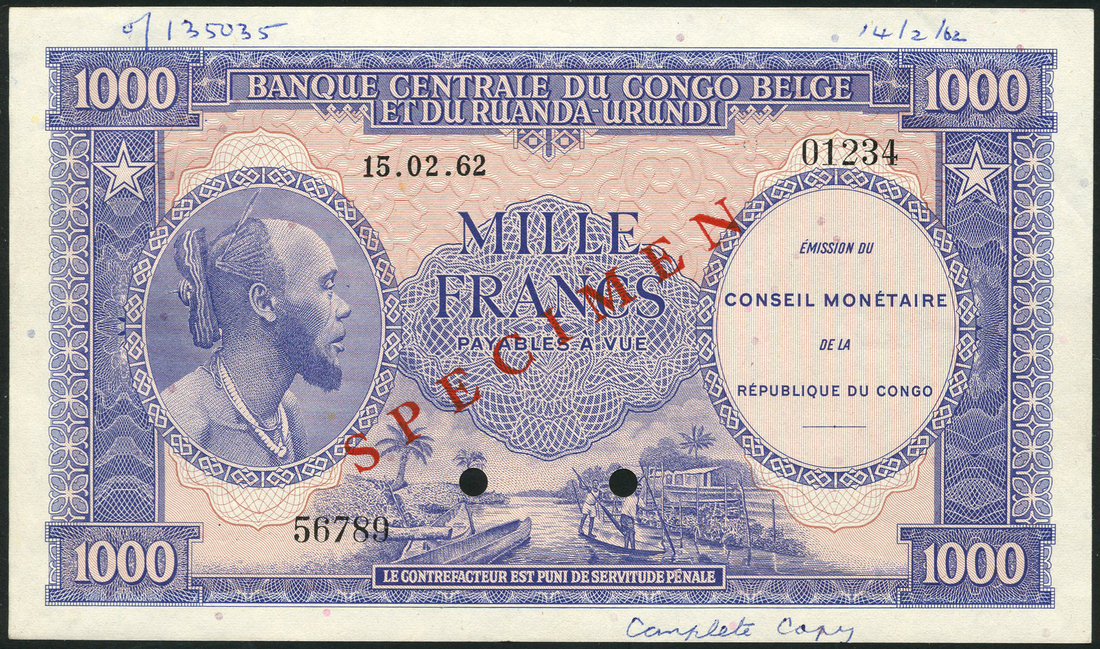 of 135035 14/2/62
1000 1000
BANQUE CENTRALE DU CONGO BELGE
ET DU RUANDA-URUNDI
15.02.62 01234
MILLE
FRANCS
PAYABLES A VUE
SPECIMEN
ÉMISSION DU
CONSEIL MONÉTAIRE
DE LA
RÉPUBLIQUE DU CONGO
56789
1000 1000
LE CONTREFACTEUR EST PUNI DE SERVITUDE PÉNALE
Complete Copy